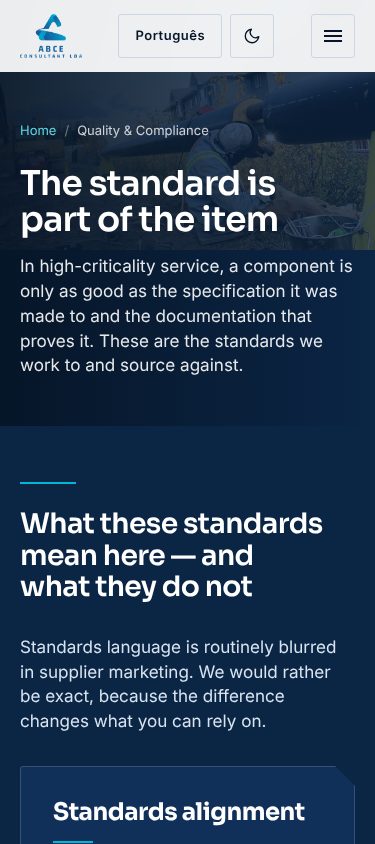 ABCE
CONSULTANT LDA
Português
Home / Quality & Compliance
The standard is
part of the item
In high-criticality service, a component is
only as good as the specification it was
made to and the documentation that
proves it. These are the standards we
work to and source against.
What these standards
mean here — and
what they do not
Standards language is routinely blurred
in supplier marketing. We would rather
be exact, because the difference
changes what you can rely on.
Standards alignment